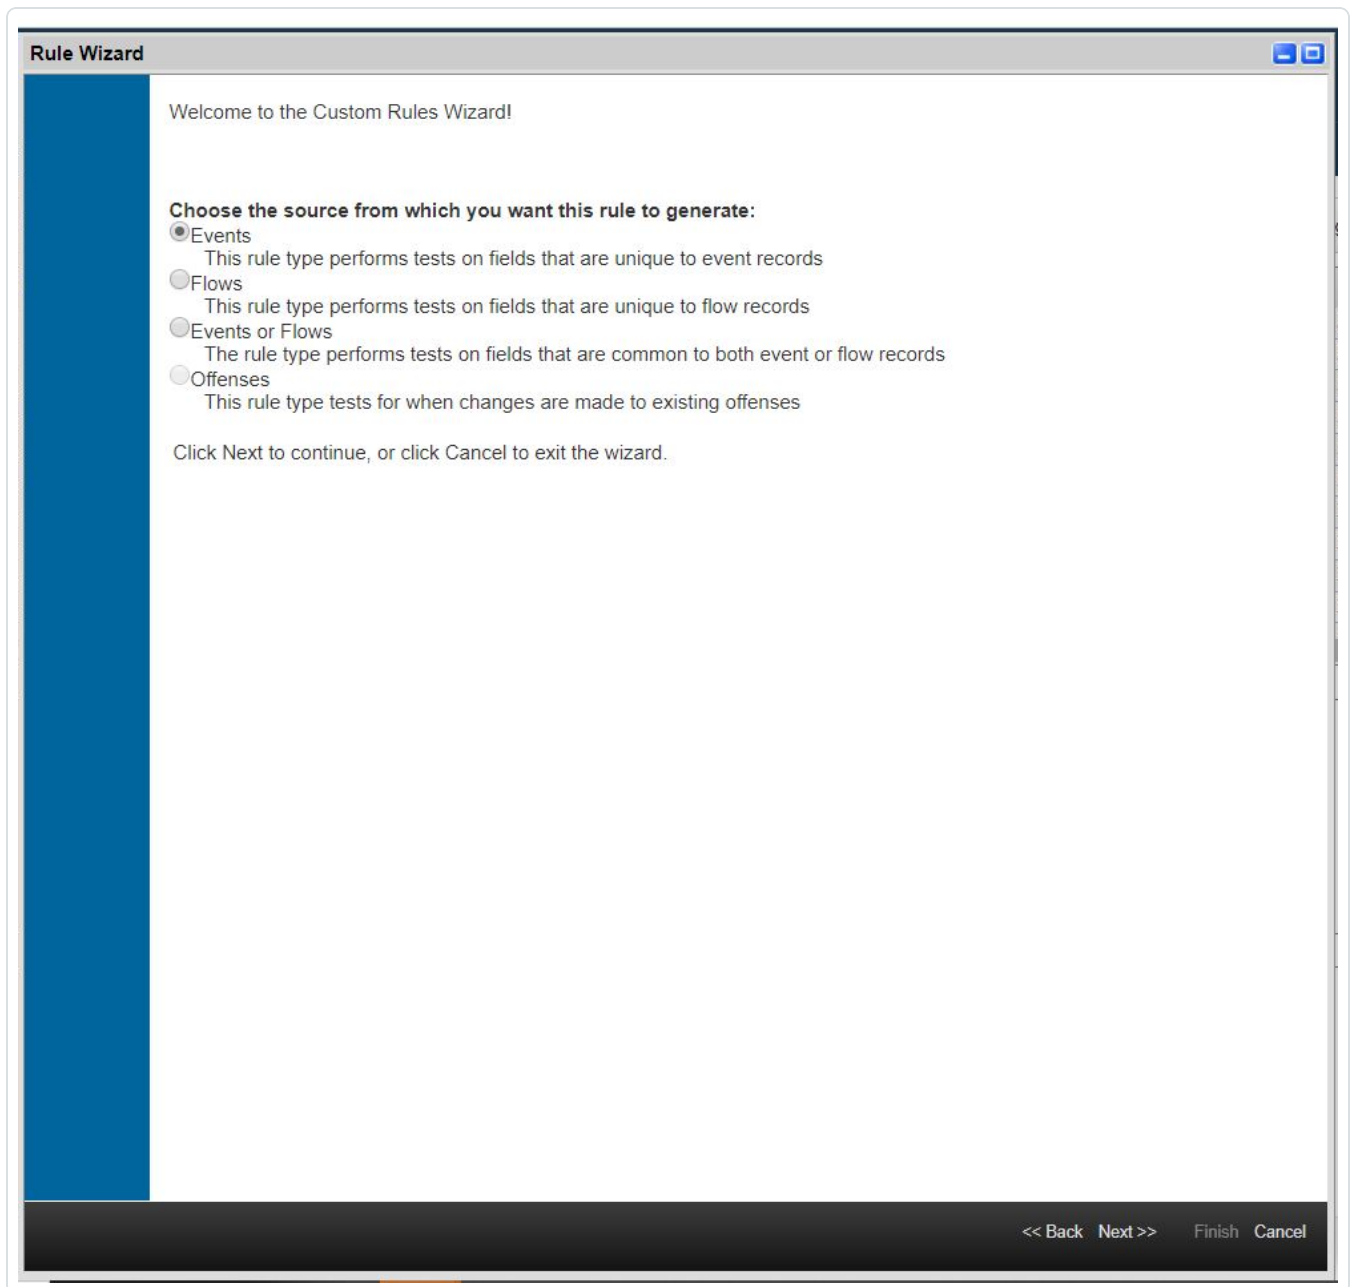 Rule Wizard
Welcome to the Custom Rules Wizard!
Choose the source from which you want this rule to generate:
Events
This rule type performs tests on fields that are unique to event records
Flows
This rule type performs tests on fields that are unique to flow records
Events or Flows
The rule type performs tests on fields that are common to both event or flow records
Offenses
This rule type tests for when changes are made to existing offenses
Click Next to continue, or click Cancel to exit the wizard.
<< Back Next >> Finish Cancel